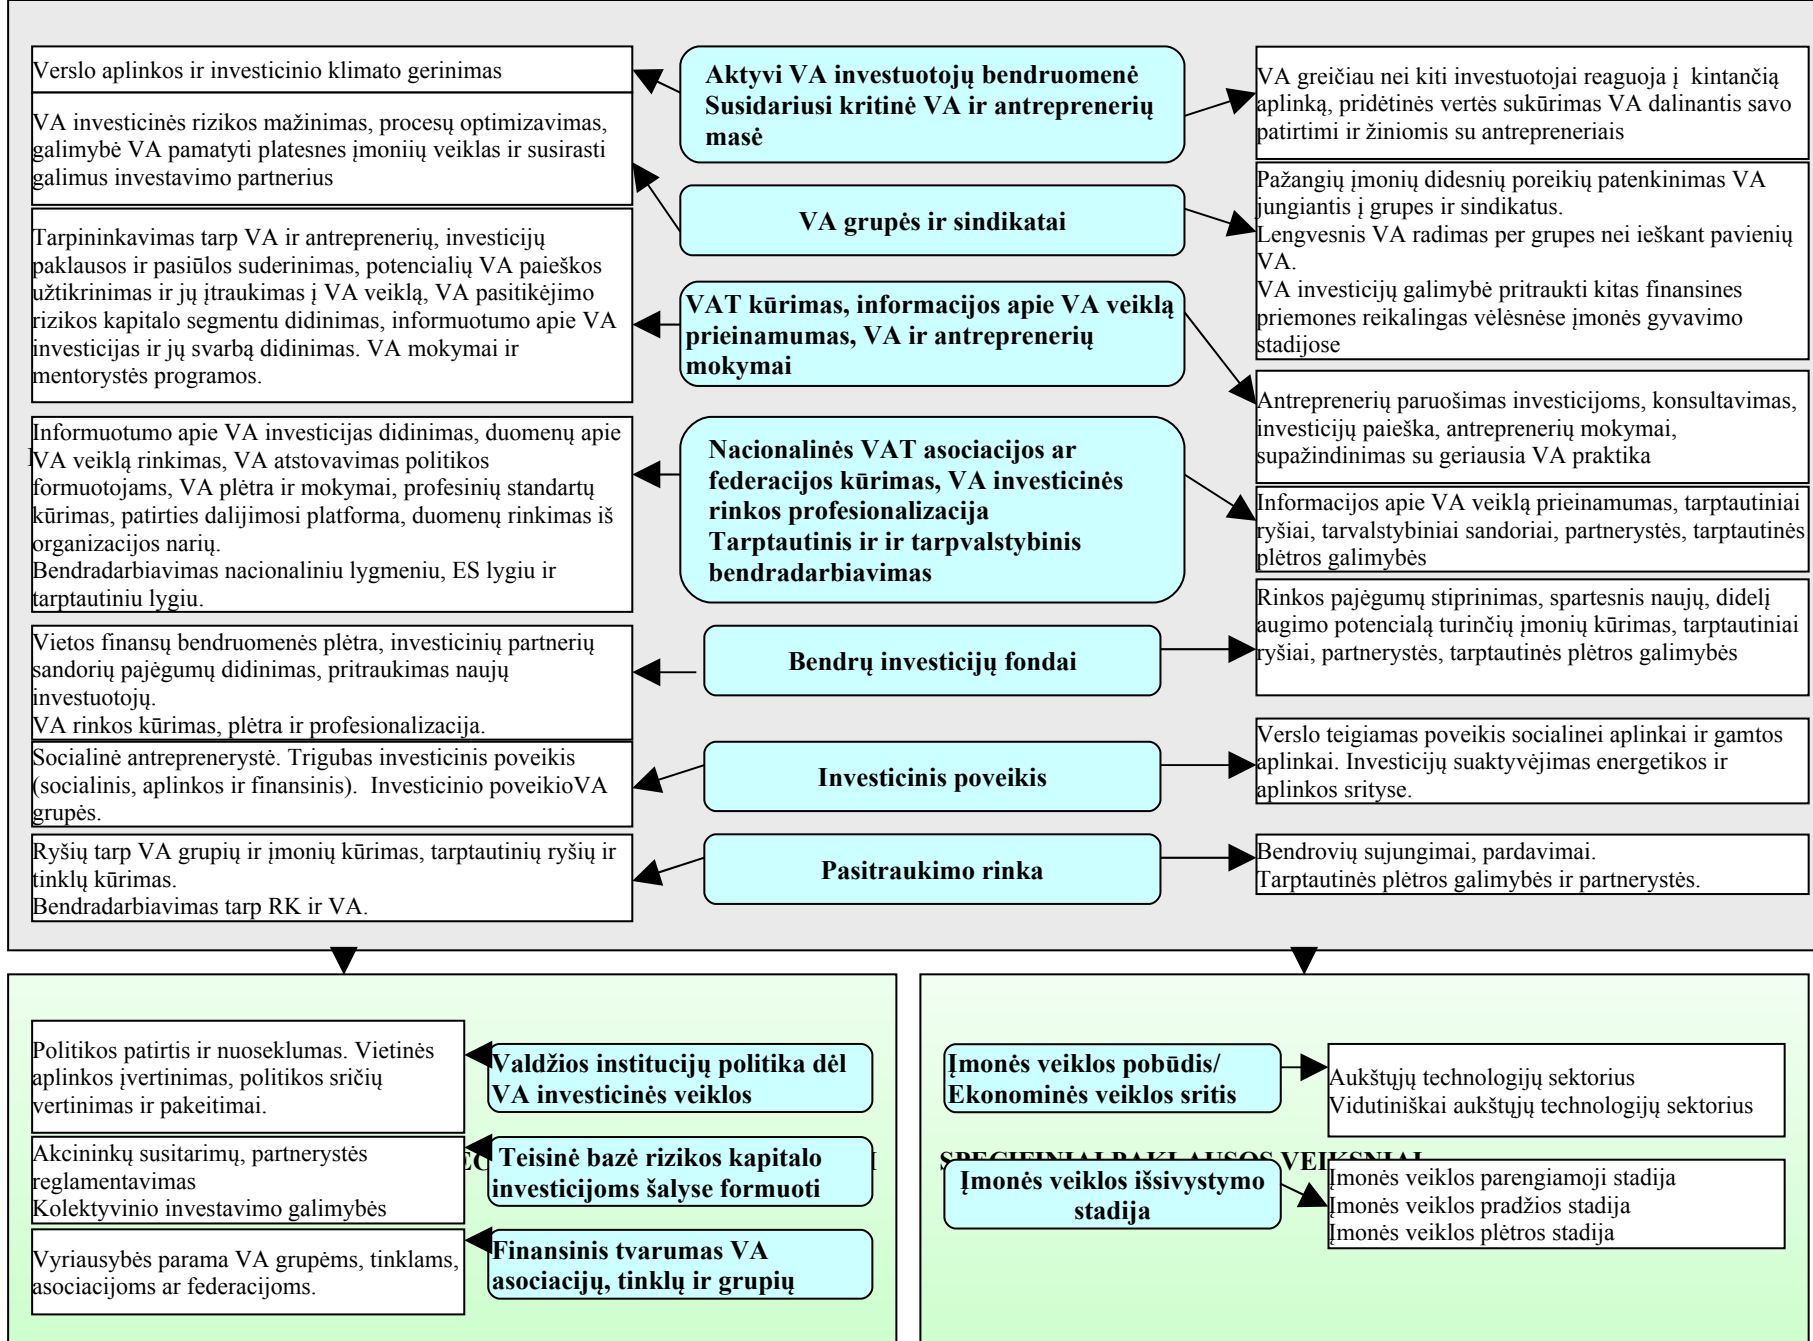 Verslo aplinkos ir investicinio klimato gerinimas
VA investicinės rizikos mažinimas, procesų optimizavimas,
galimybė VA pamatyti platesnes įmoniių veiklas ir susirasti
galimus investavimo partnerius
Tarpininkavimas tarp VA ir antreprenerių, investicijų
paklausos ir pasiūlos suderinimas, potencialių VA paieškos
užtikrinimas ir jų įtraukimas į VA veiklą, VA pasitikėjimo
rizikos kapitalo segmentu didinimas, informuotumo apie VA
investicijas ir jų svarbą didinimas. VA mokymai ir
mentorystės programos.
Informuotumo apie VA investicijas didinimas, duomenų apie
VA veiklą rinkimas, VA atstovavimas politikos
formuotojams, VA plėtra ir mokymai, profesinių standartų
kūrimas, patirties dalijimosi platforma, duomenų rinkimas iš
organizacijos narių.
Bendradarbiavimas nacionaliniu lygmeniu, ES lygiu ir
tarptautiniu lygiu.
Vietos finansų bendruomenės plėtra, investicinių partnerių
sandorių pajėgumų didinimas, pritraukimas naujų
investuotojų.
VA rinkos kūrimas, plėtra ir profesionalizacija.
Socialinė antreprenerystė. Trigubas investicinis poveikis
(socialinis, aplinkos ir finansinis).  Investicinio poveikioVA
grupės.
Ryšių tarp VA grupių ir įmonių kūrimas, tarptautinių ryšių ir
tinklų kūrimas.
Bendradarbiavimas tarp RK ir VA.
Aktyvi VA investuotojų bendruomenė
Susidariusi kritinė VA ir antreprenerių
masė
VA grupės ir sindikatai
VAT kūrimas, informacijos apie VA veiklą
prieinamumas, VA ir antreprenerių
mokymai
Nacionalinės VAT asociacijos ar
federacijos kūrimas, VA investicinės
rinkos profesionalizacija
Tarptautinis ir ir tarpvalstybinis
bendradarbiavimas
Bendrų investicijų fondai
Investicinis poveikis
Pasitraukimo rinka
VA greičiau nei kiti investuotojai reaguoja į  kintančią
aplinką, pridėtinės vertės sukūrimas VA dalinantis savo
patirtimi ir žiniomis su antrepreneriais
Pažangių įmonių didesnių poreikių patenkinimas VA
jungiantis į grupes ir sindikatus.
Lengvesnis VA radimas per grupes nei ieškant pavienių
VA.
VA investicijų galimybė pritraukti kitas finansines
priemones reikalingas vėlėsnėse įmonės gyvavimo
stadijose
Antreprenerių paruošimas investicijoms, konsultavimas,
investicijų paieška, antreprenerių mokymai,
supažindinimas su geriausia VA praktika
Informacijos apie VA veiklą prieinamumas, tarptautiniai
ryšiai, tarvalstybiniai sandoriai, partnerystės, tarptautinės
plėtros galimybės
Rinkos pajėgumų stiprinimas, spartesnis naujų, didelį
augimo potencialą turinčių įmonių kūrimas, tarptautiniai
ryšiai, partnerystės, tarptautinės plėtros galimybės
Verslo teigiamas poveikis socialinei aplinkai ir gamtos
aplinkai. Investicijų suaktyvėjimas energetikos ir
aplinkos srityse.
Bendrovių sujungimai, pardavimai.
Tarptautinės plėtros galimybės ir partnerystės.
Politikos patirtis ir nuoseklumas. Vietinės
aplinkos įvertinimas, politikos sričių
vertinimas ir pakeitimai.
Akcininkų susitarimų, partnerystės
reglamentavimas
Kolektyvinio investavimo galimybės
Vyriausybės parama VA grupėms, tinklams,
asociacijoms ar federacijoms.
Valdžios institucijų politika dėl
VA investicinės veiklos
Teisinė bazė rizikos kapitalo
investicijoms šalyse formuoti
Finansinis tvarumas VA
asociacijų, tinklų ir grupių
Įmonės veiklos pobūdis/
Ekonominės veiklos sritis
SPECIFINIAI PAKLAUSOS VEIKSNIAI
Įmonės veiklos išsivystymo
stadija
Aukštųjų technologijų sektorius
Vidutiniškai aukštųjų technologijų sektorius
Įmonės veiklos parengiamoji stadija
Įmonės veiklos pradžios stadija
Įmonės veiklos plėtros stadija